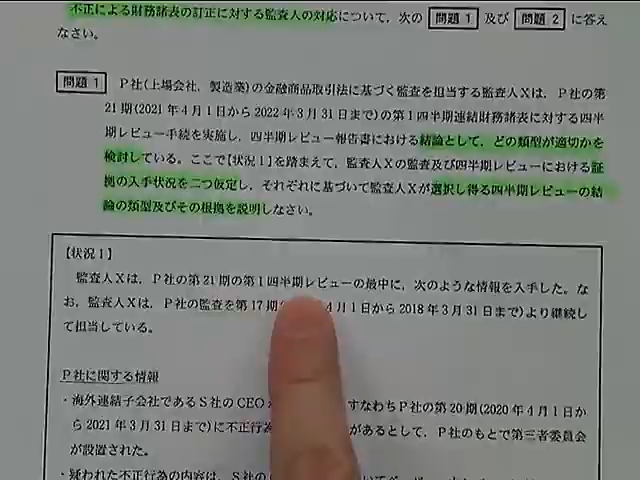 不正による財務諸表の訂正に対する監査人の対応について，次の 問題1 及び 問題2 に答え
なさい。
問題1 P社(上場会社，製造業)の金融商品取引法に基づく監査を担当する監査人Xは，P社の第
21期(2021年4月1日から2022年3月31日まで)の第1四半期連結財務諸表に対する四半
期レビュー手続を実施し，四半期レビュー報告書における結論として，どの類型が適切かを
検討している。ここで【状況1】を踏まえて，監査人Xの監査及び四半期レビューにおける証
拠の入手状況を二つ仮定し，それぞれに基づいて監査人Xが選択し得る四半期レビューの結
論の類型及びその根拠を説明しなさい。
【状況1】
監査人Xは，P社の第21期の第1四半期レビューの最中に，次のような情報を入手した。な
お，監査人Xは，P社の監査を第17期 4月1日から2018年3月31日まで)より継続し
て担当している。
P社に関する情報
・海外連結子会社であるS社のCEO すなわちP社の第20期(2020年4月1日か
ら2021年3月31日まで)に不正行為 があるとして，P社のもとで第三者委員会
が設置された。
・疑われた不正行為の内容は，S社の